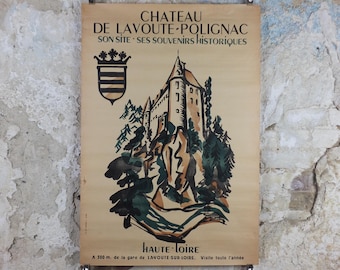 CHATEAU
DE LAVOUTE-POLIGNAC
SON SITE - SES SOUVENIRS HISTORIQUES
HAUTE-LOIRE
A 350 m. de la gare de LAVOUTE-SUR-LOIRE. Visite toute l'année